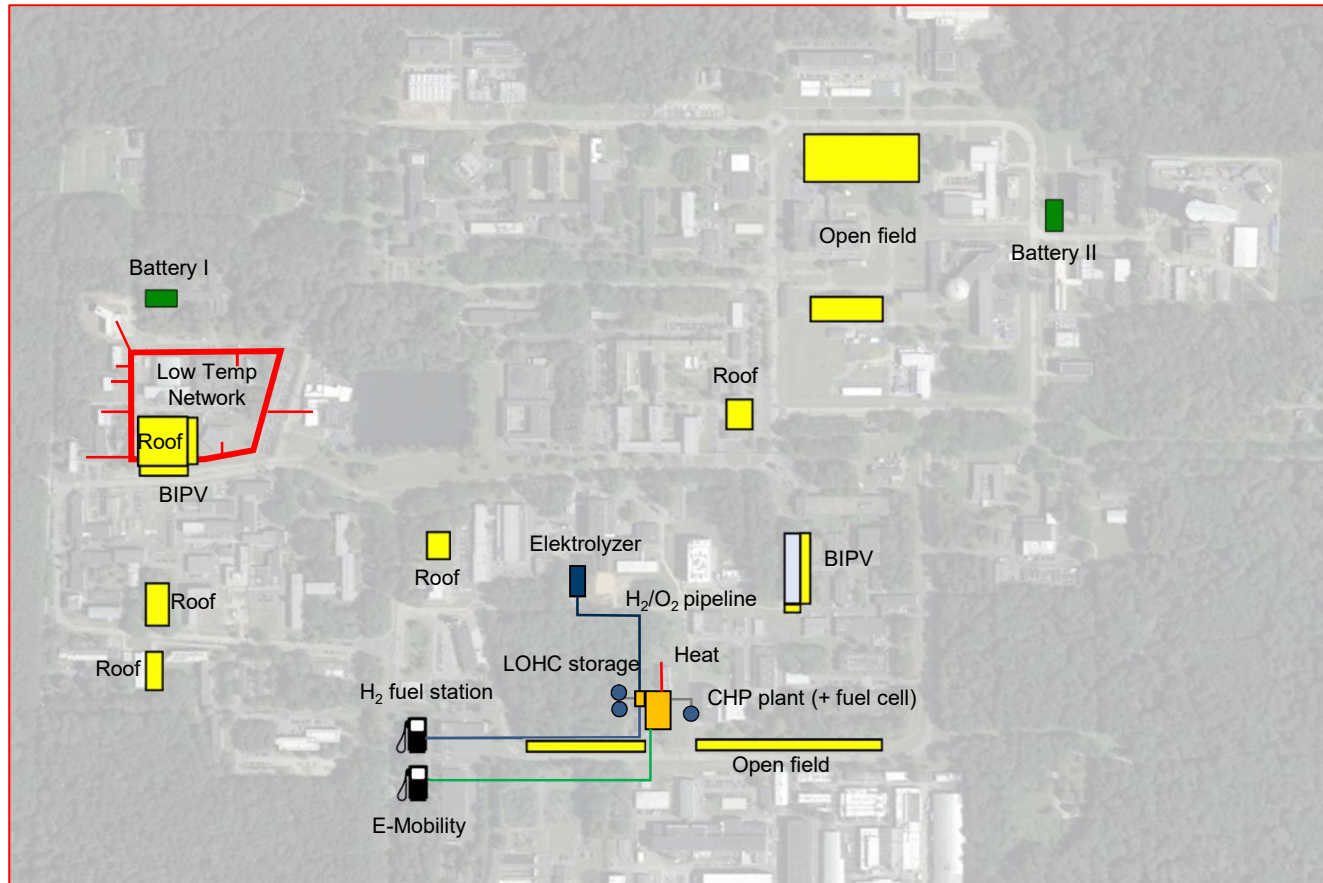 Open field
Battery II
Battery I
Low Temp
Network
Roof
Roof
BIPV
Elektrolyzer
BIPV
Roof
H₂/O₂ pipeline
Roof
LOHC storage
Heat
Roof
H₂ fuel station
CHP plant (+ fuel cell)
Open field
E-Mobility